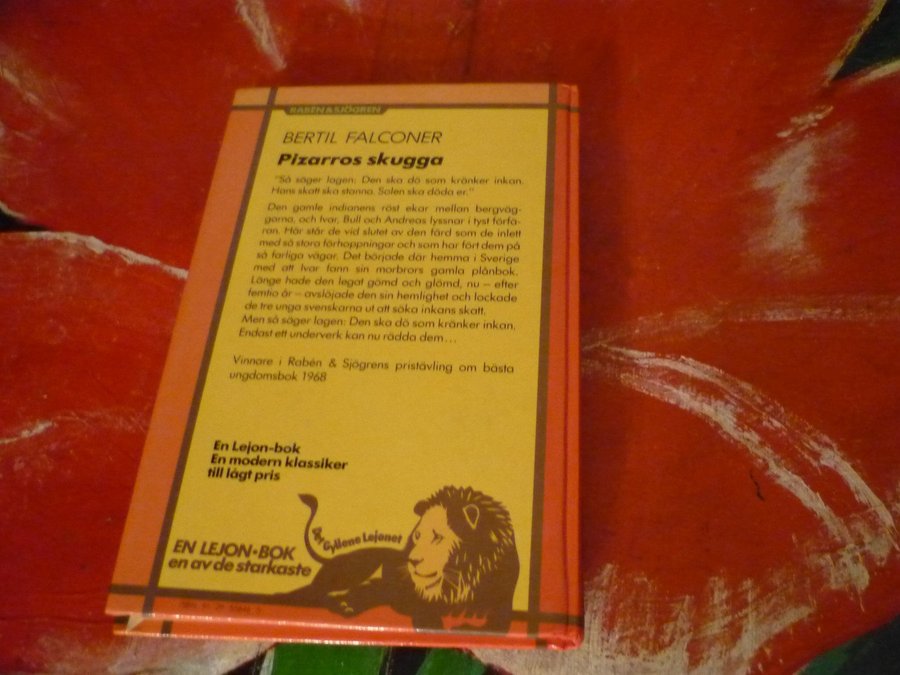 RABÉN & SJÖGREN
BERTIL FALCONER
Pizarros skugga
"Så säger lagen: Den ska dö som kränker inkan.
Hans skatt ska stanna. Solen ska döda er."
Den gamle indianens röst ekar mellan bergväg-
garna, och Ivar, Bull och Andreas lyssnar i tyst förfä-
ran. Här står de vid slutet av den färd som de inlett
med så stora förhoppningar och som har fört dem på
så farliga vägar. Det började där hemma i Sverige
med att Ivar fann sin morbrors gamla plånbok.
Länge hade den legat gömd och glömd, nu – efter
femtio år – avslöjade den sin hemlighet och lockade
de tre unga svenskarna ut att söka inkans skatt.
Men så säger lagen: Den ska dö som kränker inkan.
Endast ett underverk kan nu rädda dem...
Vinnare i Rabén & Sjögrens pristävling om bästa
ungdomsbok 1968
En Lejon-bok
En modern klassiker
till lågt pris
Det Gyllene Lejonet
EN LEJON•BOK
en av de starkaste